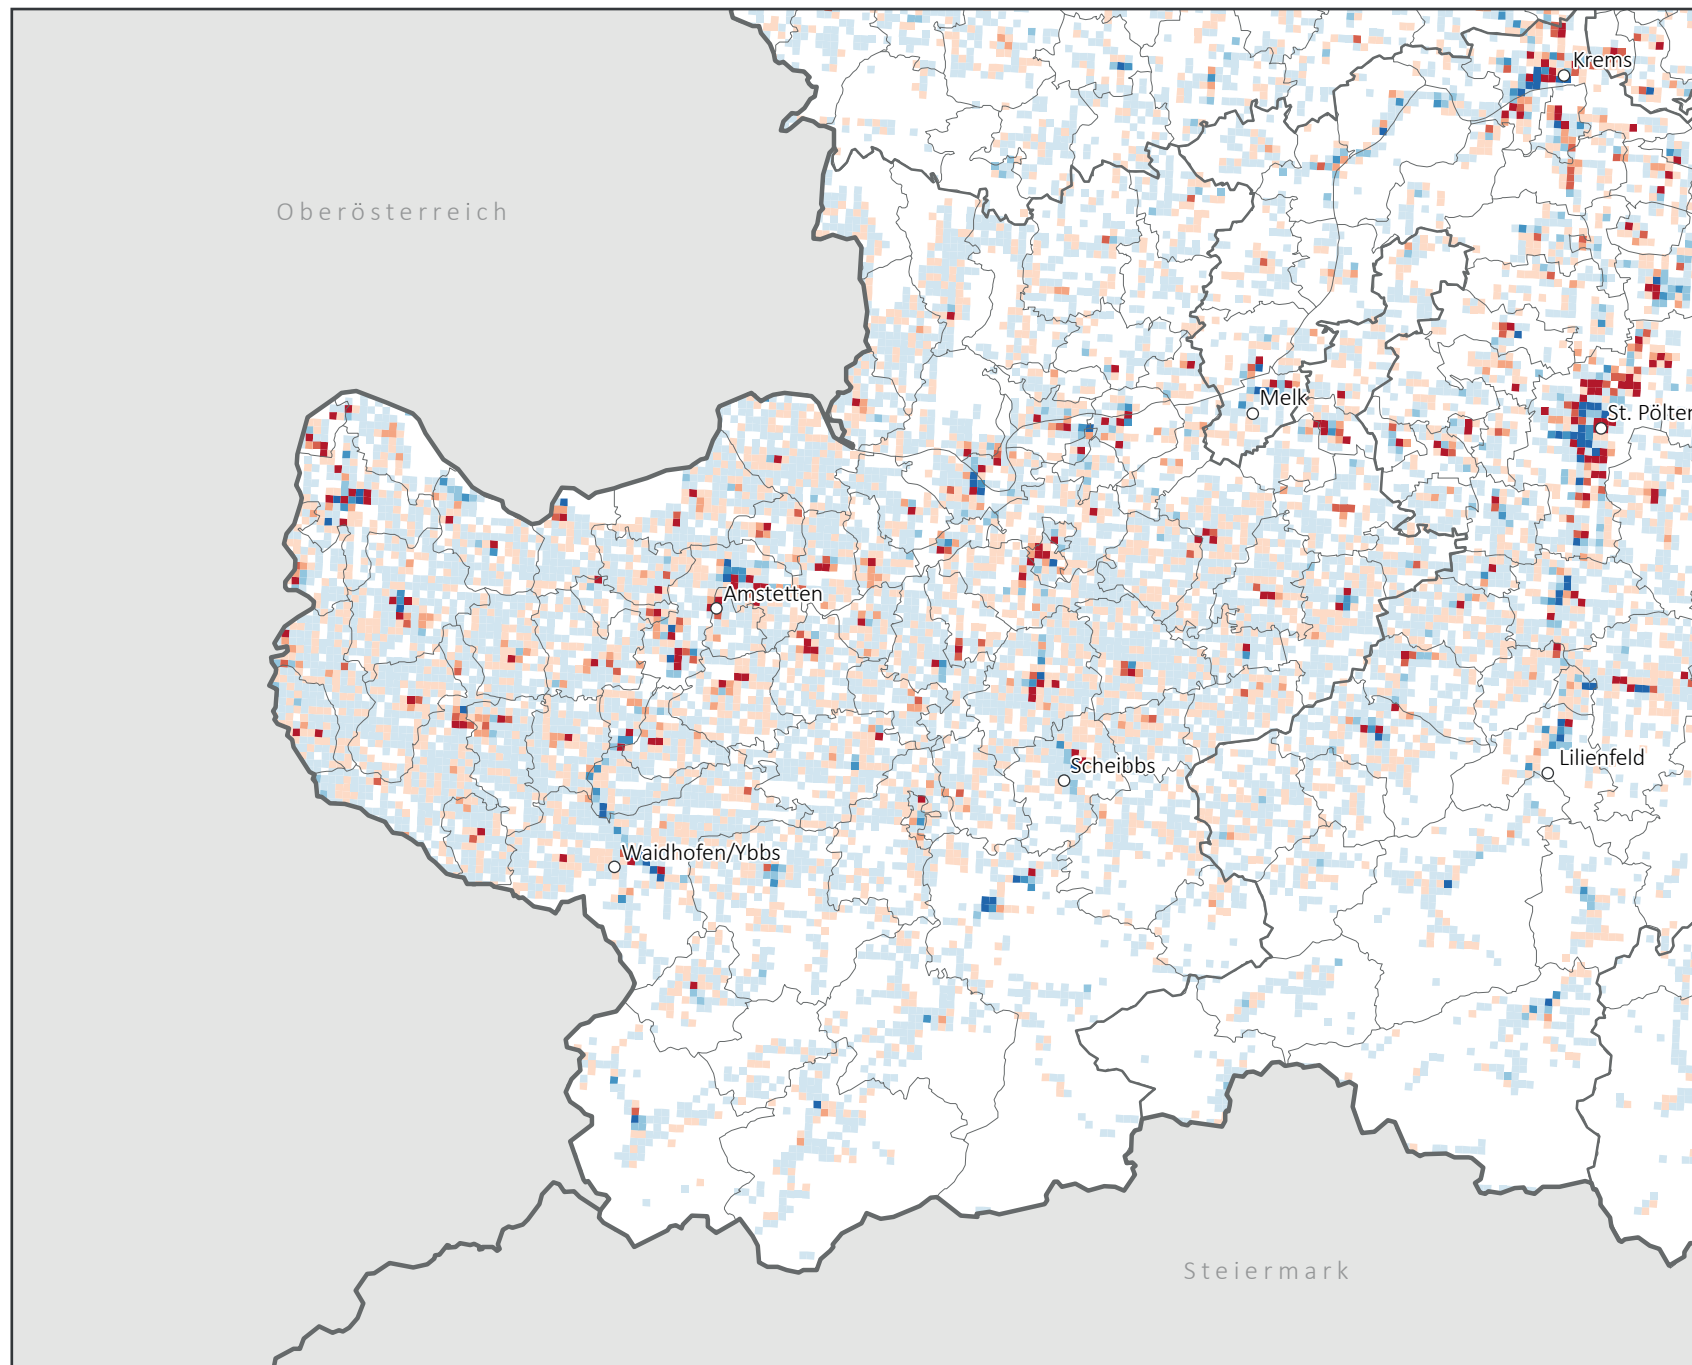 Krems
Oberösterreich
Melk
St. Pölten
Amstetten
Lilienfeld
Scheibbs
Waidhofen/Ybbs
Steiermark